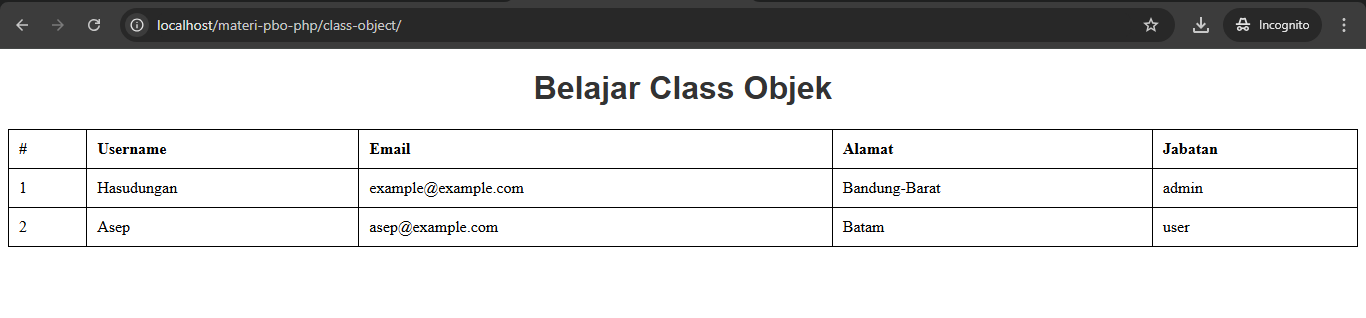 localhost/materi-pbo-php/class-object/ Incognito
Belajar Class Objek
# Username Email Alamat Jabatan
1 Hasudungan example@example.com Bandung-Barat admin
2 Asep asep@example.com Batam user